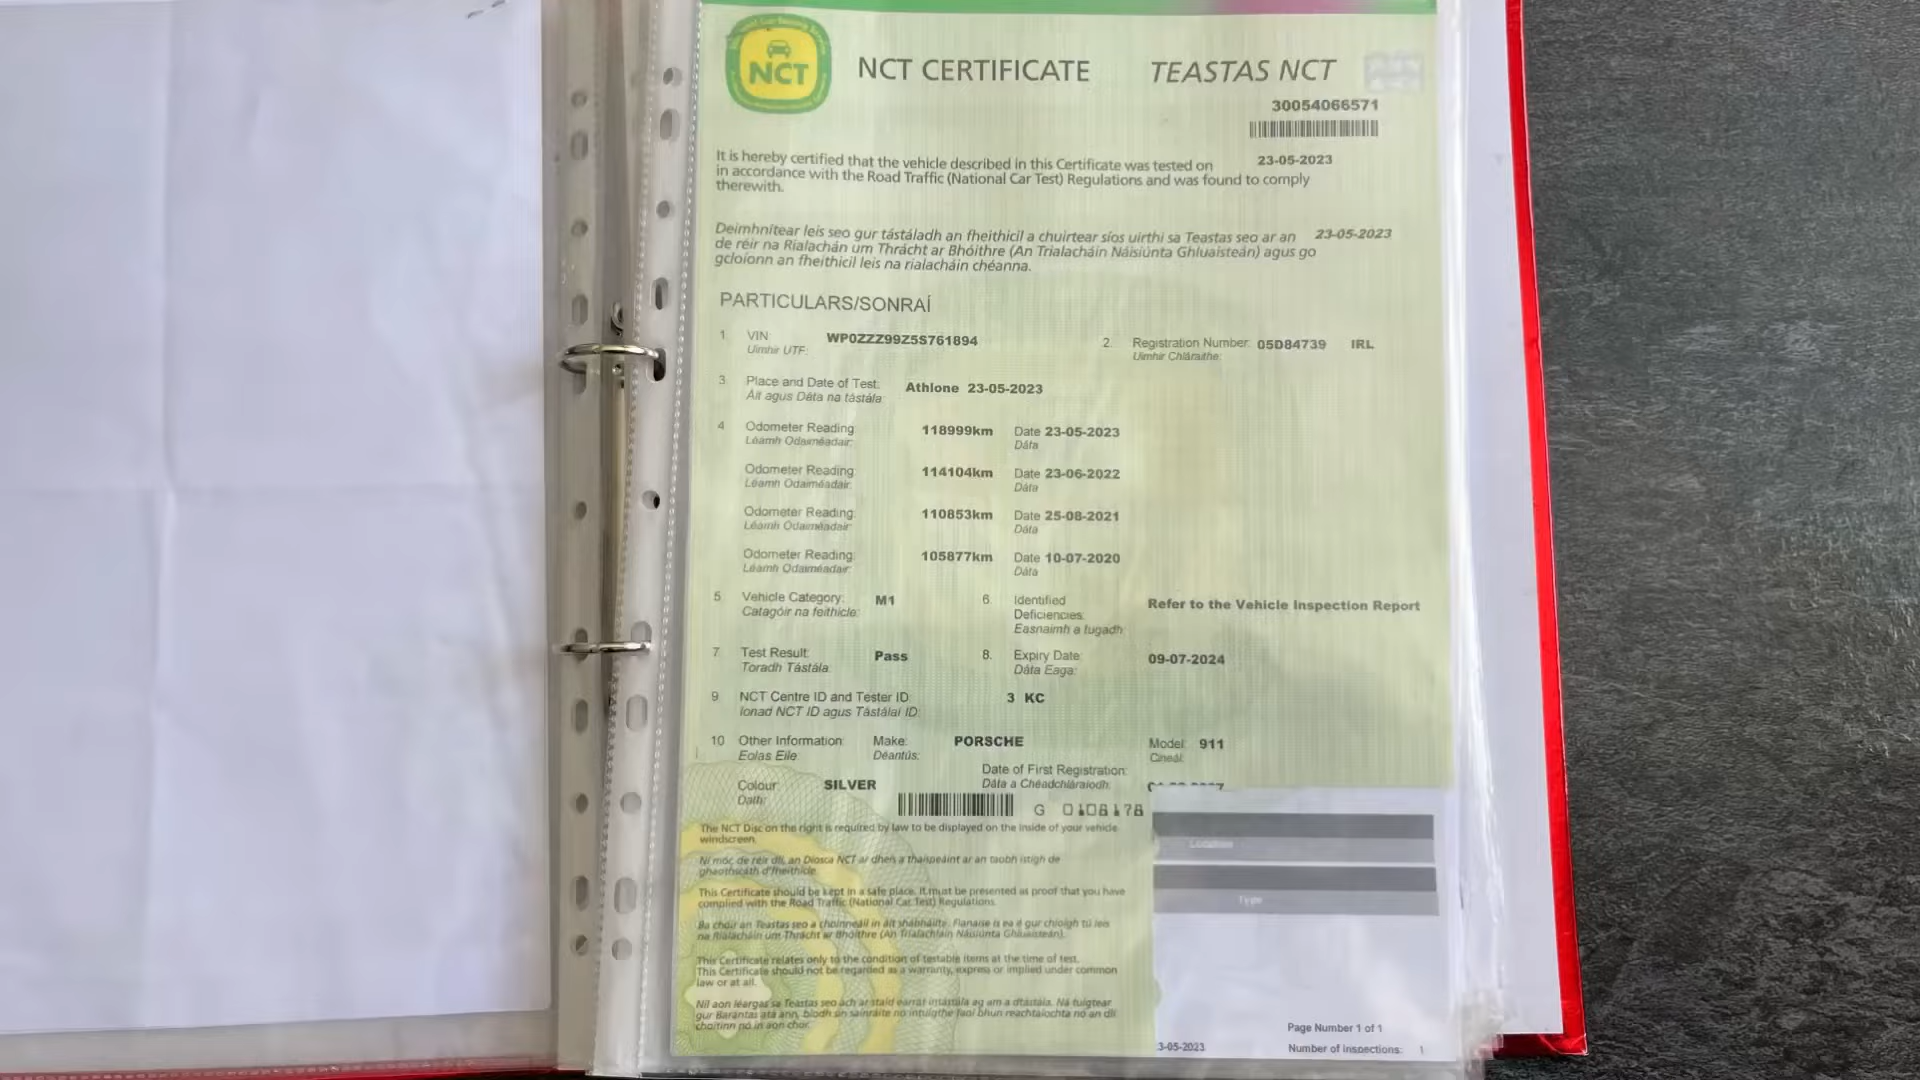 NCT
NCT CERTIFICATE
TEASTAS NCT
30054066571
It is hereby certified that the vehicle described in this Certificate was tested on 23-05-2023
in accordance with the Road Traffic (National Car Test) Regulations and was found to comply
therewith.
Deimhnítear leis seo gur tástáladh an fheithicil a chuirtear síos uirthi sa Teastas seo ar an 23-05-2023
de réir na Rialachán um Thrácht ar Bhóithre (An Trialacháin Náisiúnta Ghluaisteán) agus go
gcloíonn an fheithicil leis na rialacháin chéanna.
PARTICULARS/SONRAÍ
1 VIN: WP0ZZZ99Z5S761894 2. Registration Number: 05D84739 IRL
Uimhir UTF: Uimhir Chláraithe:
3 Place and Date of Test: Athlone 23-05-2023
Áit agus Dáta na tástála:
4 Odometer Reading: 118999km Date 23-05-2023
Léamh Odaiméadair: Dáta
Odometer Reading: 114104km Date 23-06-2022
Léamh Odaiméadair: Dáta
Odometer Reading: 110853km Date 25-08-2021
Léamh Odaiméadair: Dáta
Odometer Reading: 105877km Date 10-07-2020
Léamh Odaiméadair: Dáta
5 Vehicle Category: M1 6. Identified Refer to the Vehicle Inspection Report
Catagóir na feithicle: Deficiencies:
Easnaimh a fugadh
7 Test Result: Pass 8. Expiry Date: 09-07-2024
Toradh Tástála: Dáta Éaga:
9 NCT Centre ID and Tester ID: 3 KC
Ionad NCT ID agus Tástálaí ID:
10 Other Information: Make: PORSCHE Model: 911
Eolas Eile: Déantús: Cineál:
Date of First Registration:
Colour: SILVER Dáta a Chéadchláraíodh:
Dath:
G 0108178
The NCT Disc on the right is required by law to be displayed on the inside of your vehicle
windscreen.
Ní mór de réir dlí, an Diosca NCT ar dheis a thaispeáint ar an taobh istigh de
ghaothscáth d'fheithicle.
This Certificate should be kept in a safe place. It must be presented as proof that you have
complied with the Road Traffic (National Car Test) Regulations.
Ba chóir an Teastas seo a choinneáil in áit shábháilte. Fianaise is ea é gur chloígh tú leis
na Rialacháin um Thrácht ar Bhóithre (An Trialacháin Náisiúnta Ghluaisteán).
This Certificate relates only to the condition of testable items at the time of test.
This Certificate should not be regarded as a warranty, express or implied under common
law or at all.
Níl aon léargas sa Teastas seo ach ar staid earraí intástála ag am a dtástála. Ná tuigtear
gur Barántas atá ann, bíodh sin sainráite nó intuigthe faoi bhun reachtaíochta nó an dlí
choitinn nó in aon chor.
Location
Type
Page Number 1 of 1
3-05-2023 Number of Inspections: 1